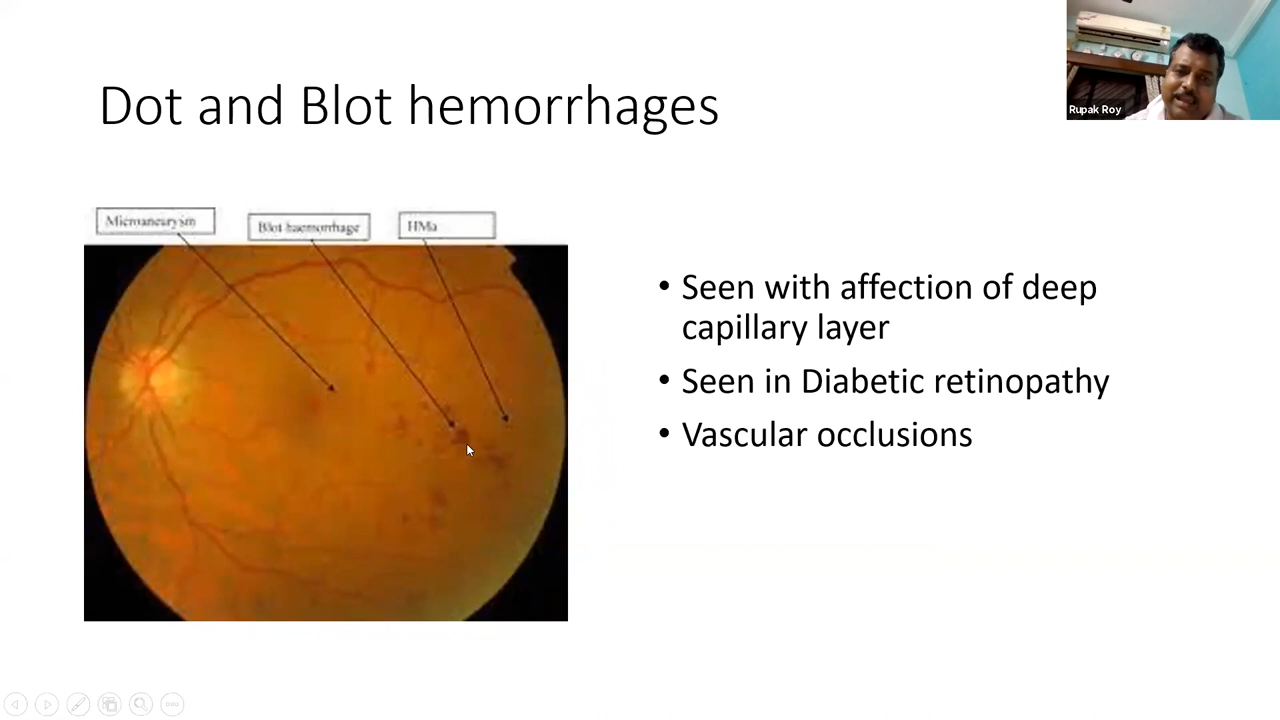 Dot and Blot hemorrhages
Rupak Roy
Microaneurysm
Blot haemorrhage
HMa
• Seen with affection of deep
capillary layer
• Seen in Diabetic retinopathy
• Vascular occlusions